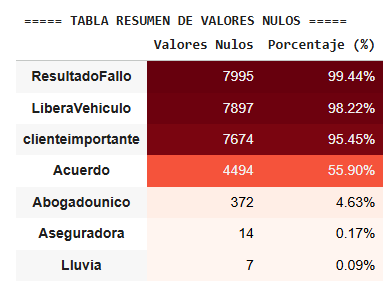 ===== TABLA RESUMEN DE VALORES NULOS =====
Valores Nulos Porcentaje (%)
ResultadoFallo 7995 99.44%
LiberaVehiculo 7897 98.22%
clienteimportante 7674 95.45%
Acuerdo 4494 55.90%
Abogadounico 372 4.63%
Aseguradora 14 0.17%
Lluvia 7 0.09%